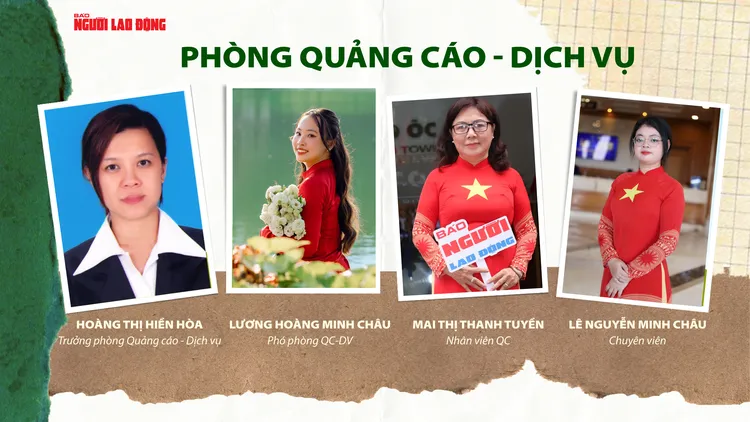 BÁO
NGƯỜI LAO ĐỘNG
PHÒNG QUẢNG CÁO - DỊCH VỤ
BÁO
NGƯỜI
LAO ĐỘNG
HOÀNG THỊ HIỀN HÒA
Trưởng phòng Quảng cáo - Dịch vụ
LƯƠNG HOÀNG MINH CHÂU
Phó phòng QC-DV
MAI THỊ THANH TUYỀN
Nhân viên QC
LÊ NGUYỄN MINH CHÂU
Chuyên viên